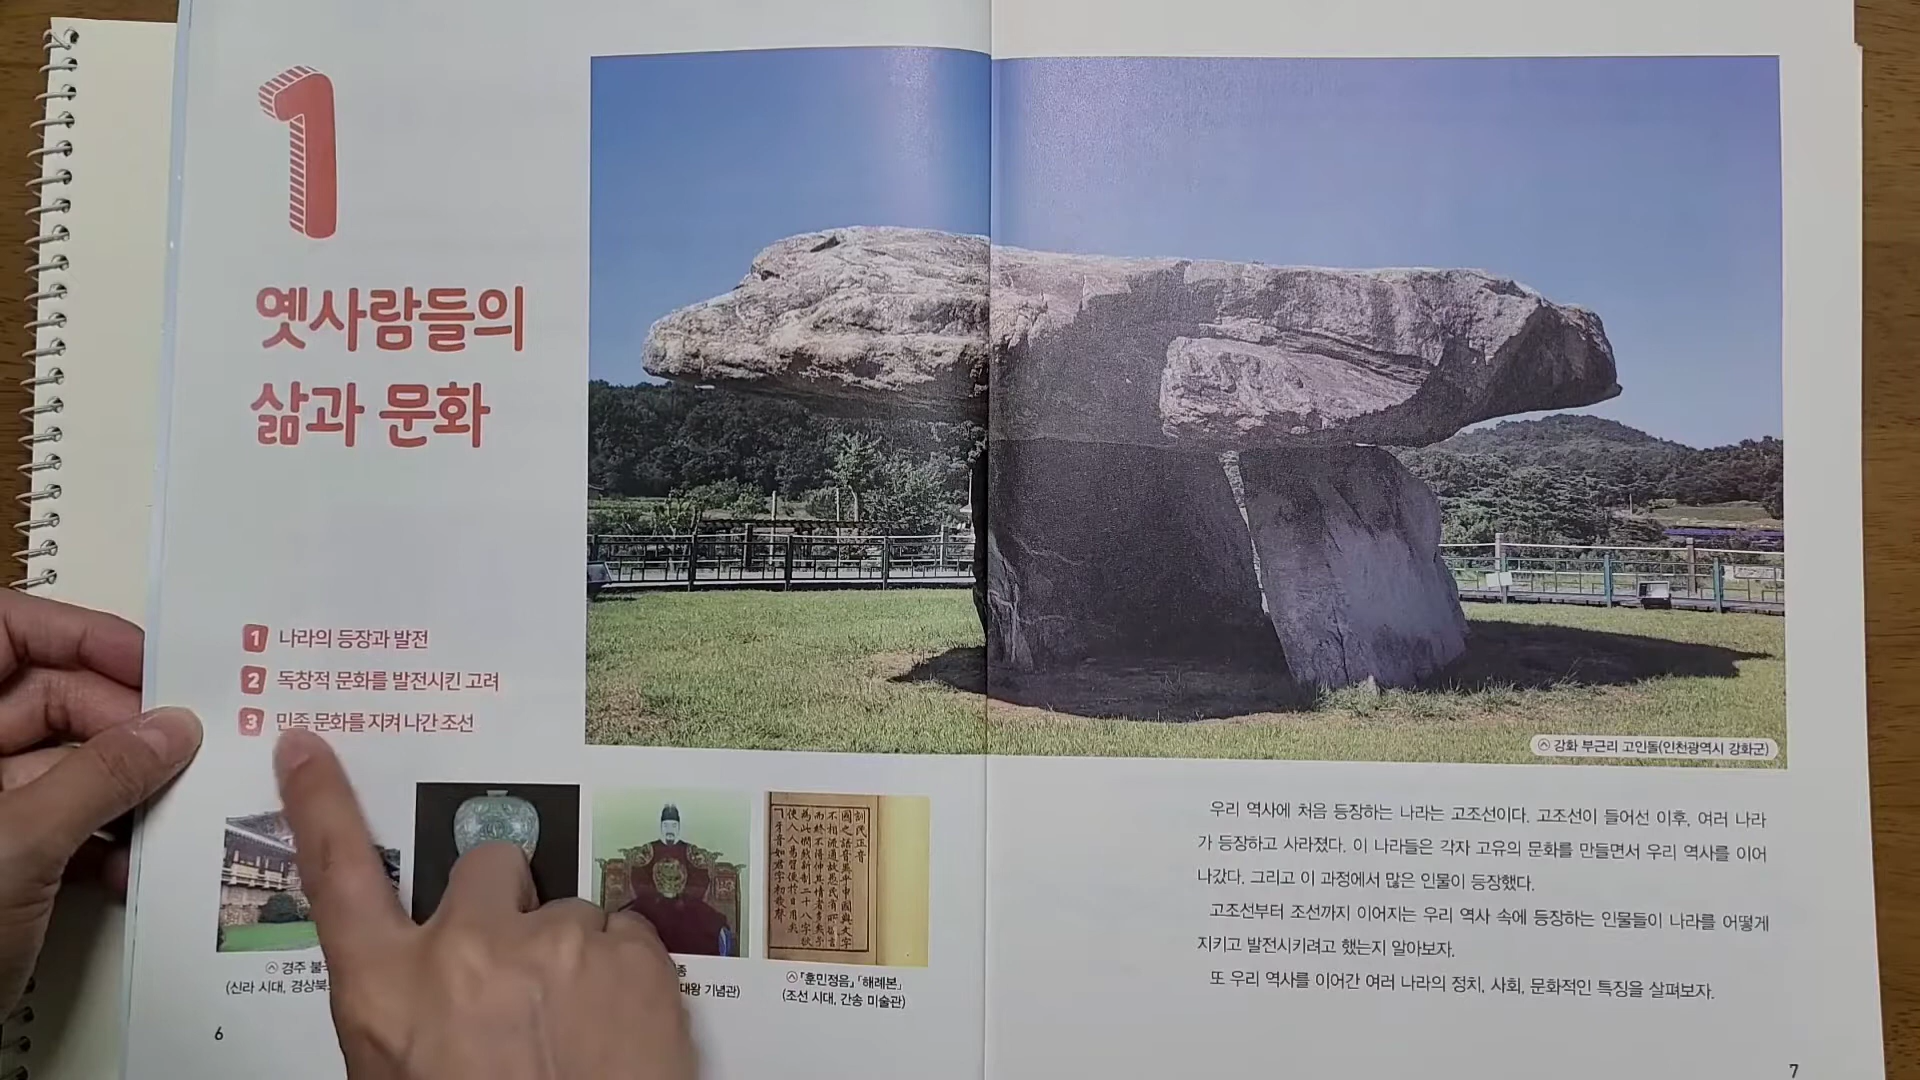 1
옛사람들의
삶과 문화
1 나라의 등장과 발전
2 독창적 문화를 발전시킨 고려
3 민족 문화를 지켜 나간 조선
경주 불
(신라 시대, 경상북
종
대왕 기념관)
「훈민정음」「해례본」
(조선 시대, 간송 미술관)
6
강화 부근리 고인돌(인천광역시 강화군)
우리 역사에 처음 등장하는 나라는 고조선이다. 고조선이 들어선 이후, 여러 나라
가 등장하고 사라졌다. 이 나라들은 각자 고유의 문화를 만들면서 우리 역사를 이어
나갔다. 그리고 이 과정에서 많은 인물이 등장했다.
고조선부터 조선까지 이어지는 우리 역사 속에 등장하는 인물들이 나라를 어떻게
지키고 발전시키려고 했는지 알아보자.
또 우리 역사를 이어간 여러 나라의 정치, 사회, 문화적인 특징을 살펴보자.
7